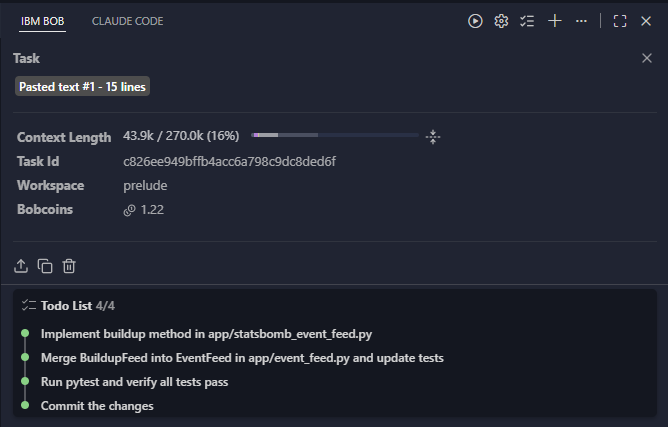 IBM BOB CLAUDE CODE
Task
Pasted text #1 - 15 lines
Context Length 43.9k / 270.0k (16%)
Task Id c826ee949bffb4acc6a798c9dc8ded6f
Workspace prelude
Bobcoins 1.22
Todo List 4/4
Implement buildup method in app/statsbomb_event_feed.py
Merge BuildupFeed into EventFeed in app/event_feed.py and update tests
Run pytest and verify all tests pass
Commit the changes